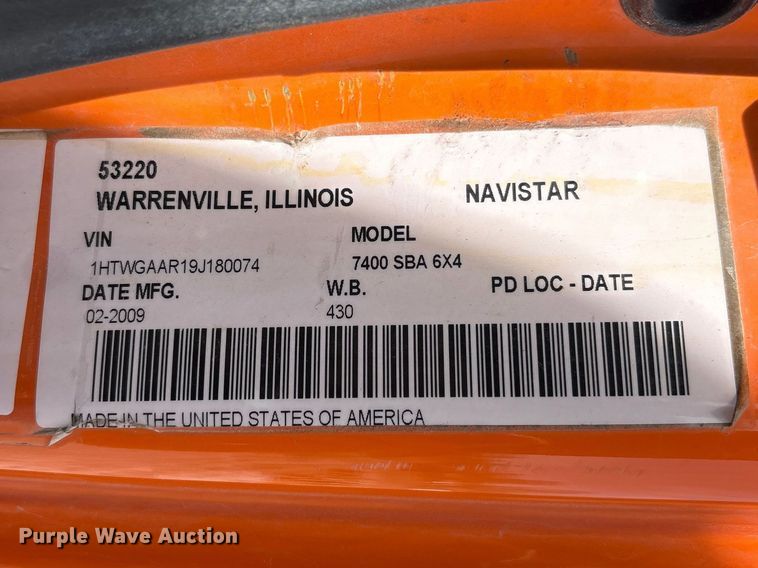 53220
WARRENVILLE, ILLINOIS NAVISTAR
VIN MODEL
1HTWGAAR19J180074 7400 SBA 6X4
DATE MFG. W.B. PD LOC - DATE
02-2009 430
MADE IN THE UNITED STATES OF AMERICA
Purple Wave Auction